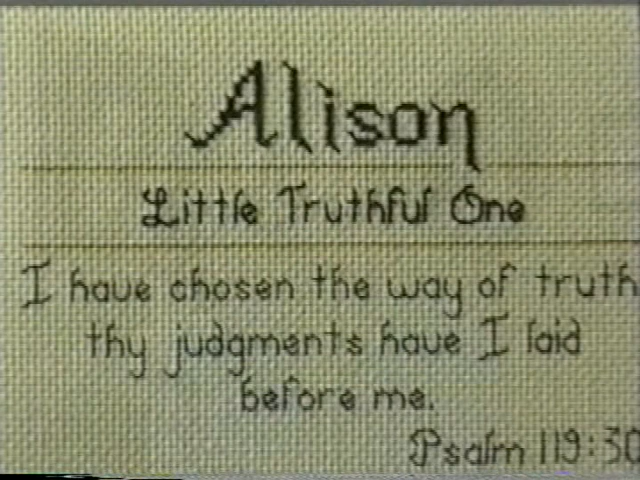 Alison
Little Truthful One
I have chosen the way of truth
thy judgments have I laid
before me.
Psalm 119:30